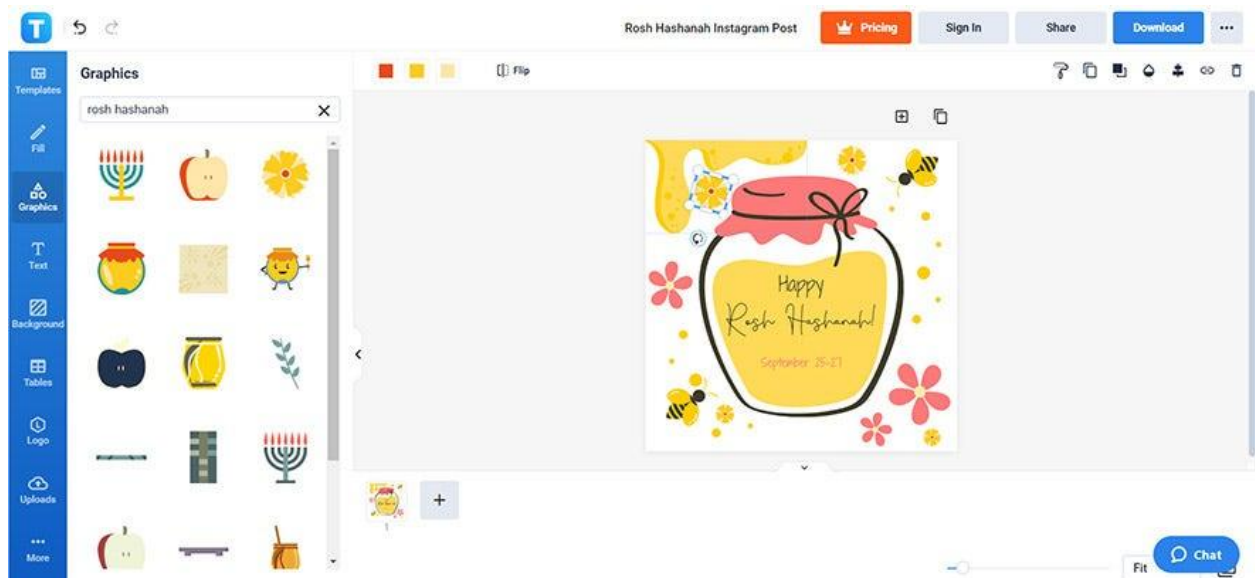 T
Rosh Hashanah Instagram Post
Pricing
Sign In
Share
Download
Templates
Fill
Graphics
Text
Background
Tables
Logo
Uploads
More
Graphics
rosh hashanah
Flip
Happy
Rosh Hashanah!
September 25-27
1
Fit
Chat